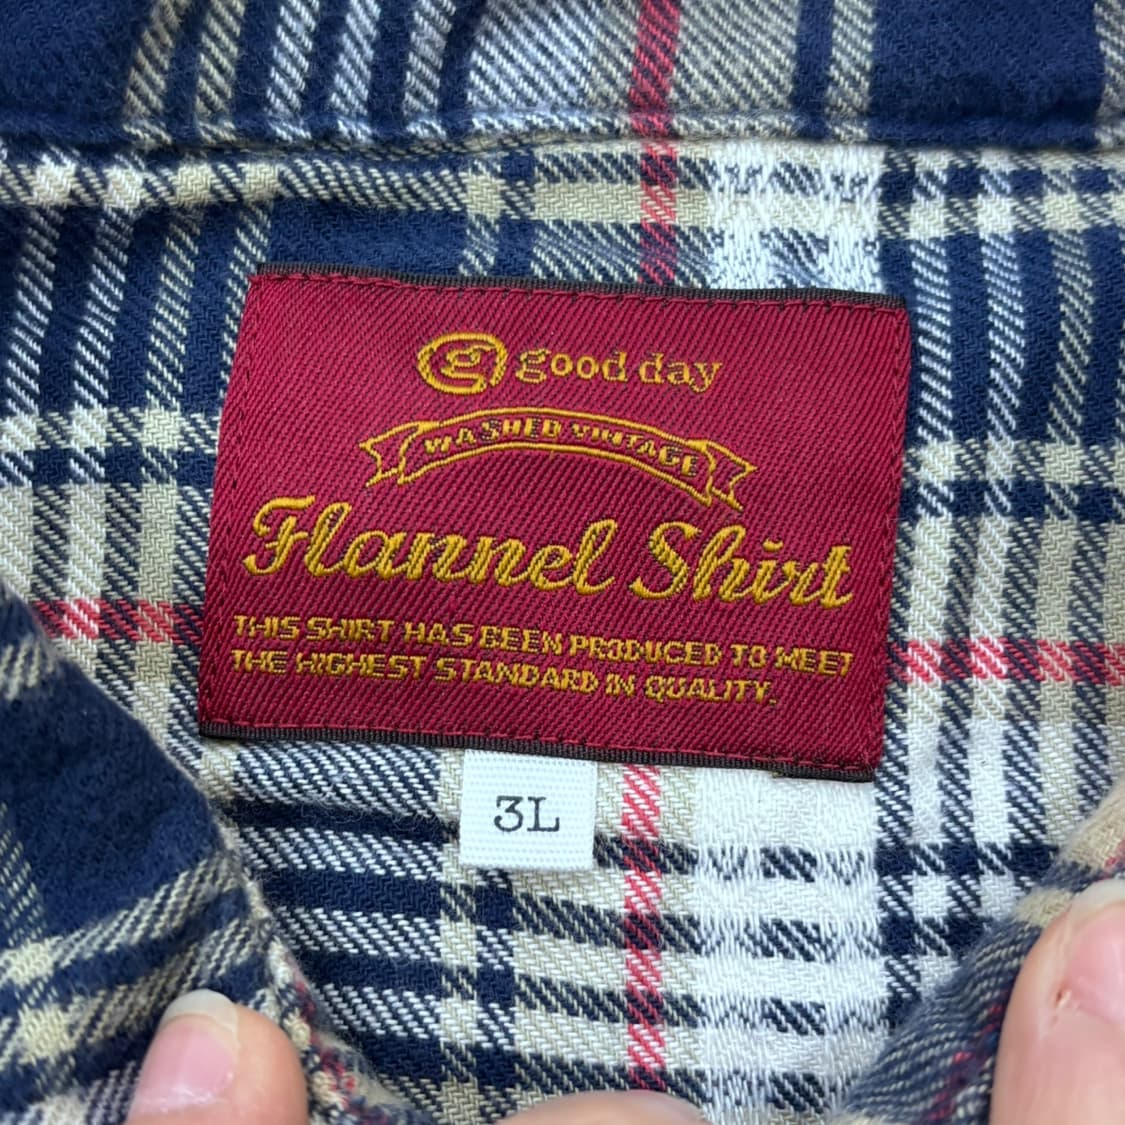 g good day
WASHED VINTAGE
Flannel Shirt
THIS SHIRT HAS BEEN PRODUCED TO MEET
THE HIGHEST STANDARD IN QUALITY.
3L